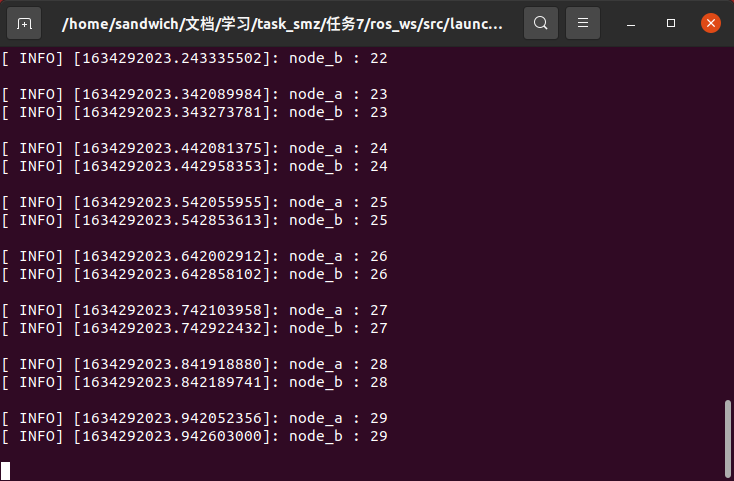 /home/sandwich/文档/学习/task_smz/任务7/ros_ws/src/launc...
[ INFO] [1634292023.243335502]: node_b : 22
[ INFO] [1634292023.342089984]: node_a : 23
[ INFO] [1634292023.343273781]: node_b : 23
[ INFO] [1634292023.442081375]: node_a : 24
[ INFO] [1634292023.442958353]: node_b : 24
[ INFO] [1634292023.542055955]: node_a : 25
[ INFO] [1634292023.542853613]: node_b : 25
[ INFO] [1634292023.642002912]: node_a : 26
[ INFO] [1634292023.642858102]: node_b : 26
[ INFO] [1634292023.742103958]: node_a : 27
[ INFO] [1634292023.742922432]: node_b : 27
[ INFO] [1634292023.841918880]: node_a : 28
[ INFO] [1634292023.842189741]: node_b : 28
[ INFO] [1634292023.942052356]: node_a : 29
[ INFO] [1634292023.942603000]: node_b : 29